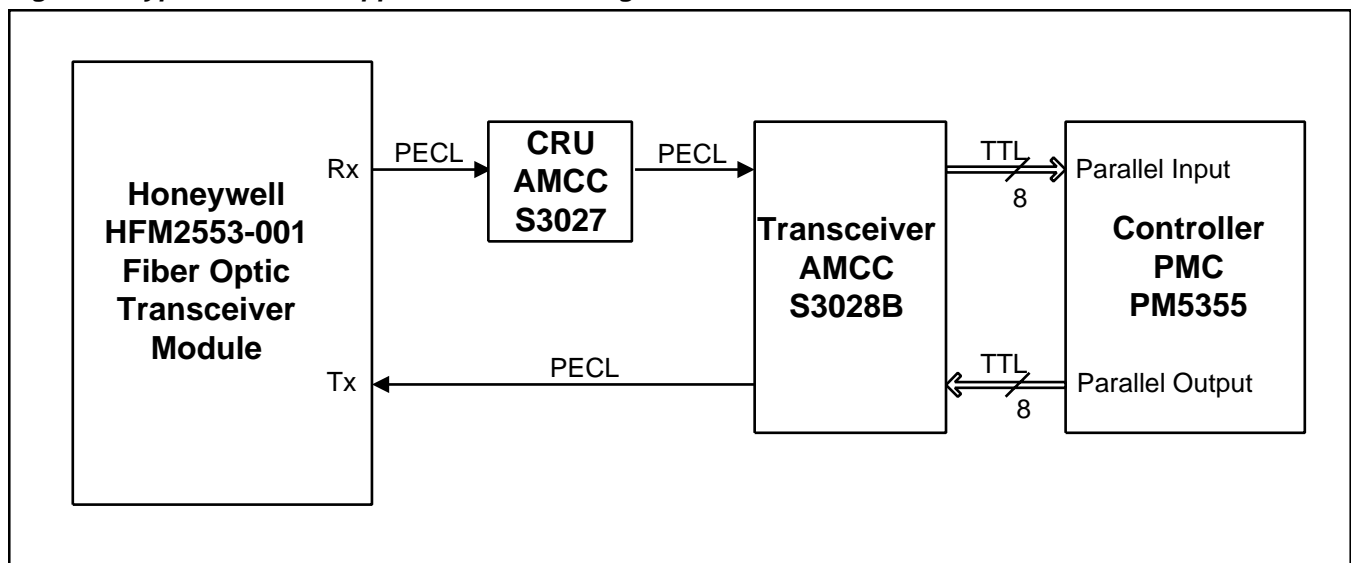 Rx
PECL
CRU
AMCC
S3027
PECL
TTL
8
Parallel Input
Honeywell
HFM2553-001
Fiber Optic
Transceiver
Module
Transceiver
AMCC
S3028B
Controller
PMC
PM5355
Tx
PECL
TTL
8
Parallel Output